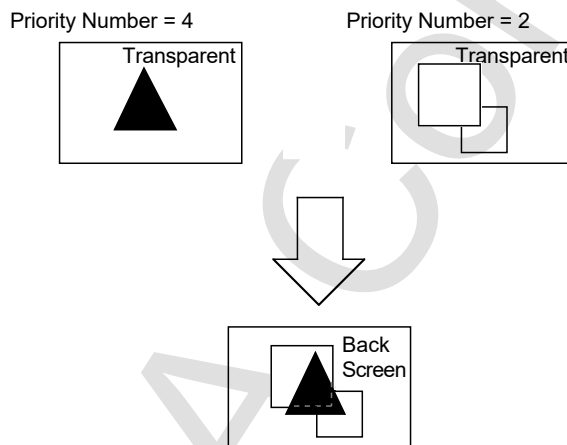 Priority Number = 4
Priority Number = 2
Transparent
Transparent
Back
Screen